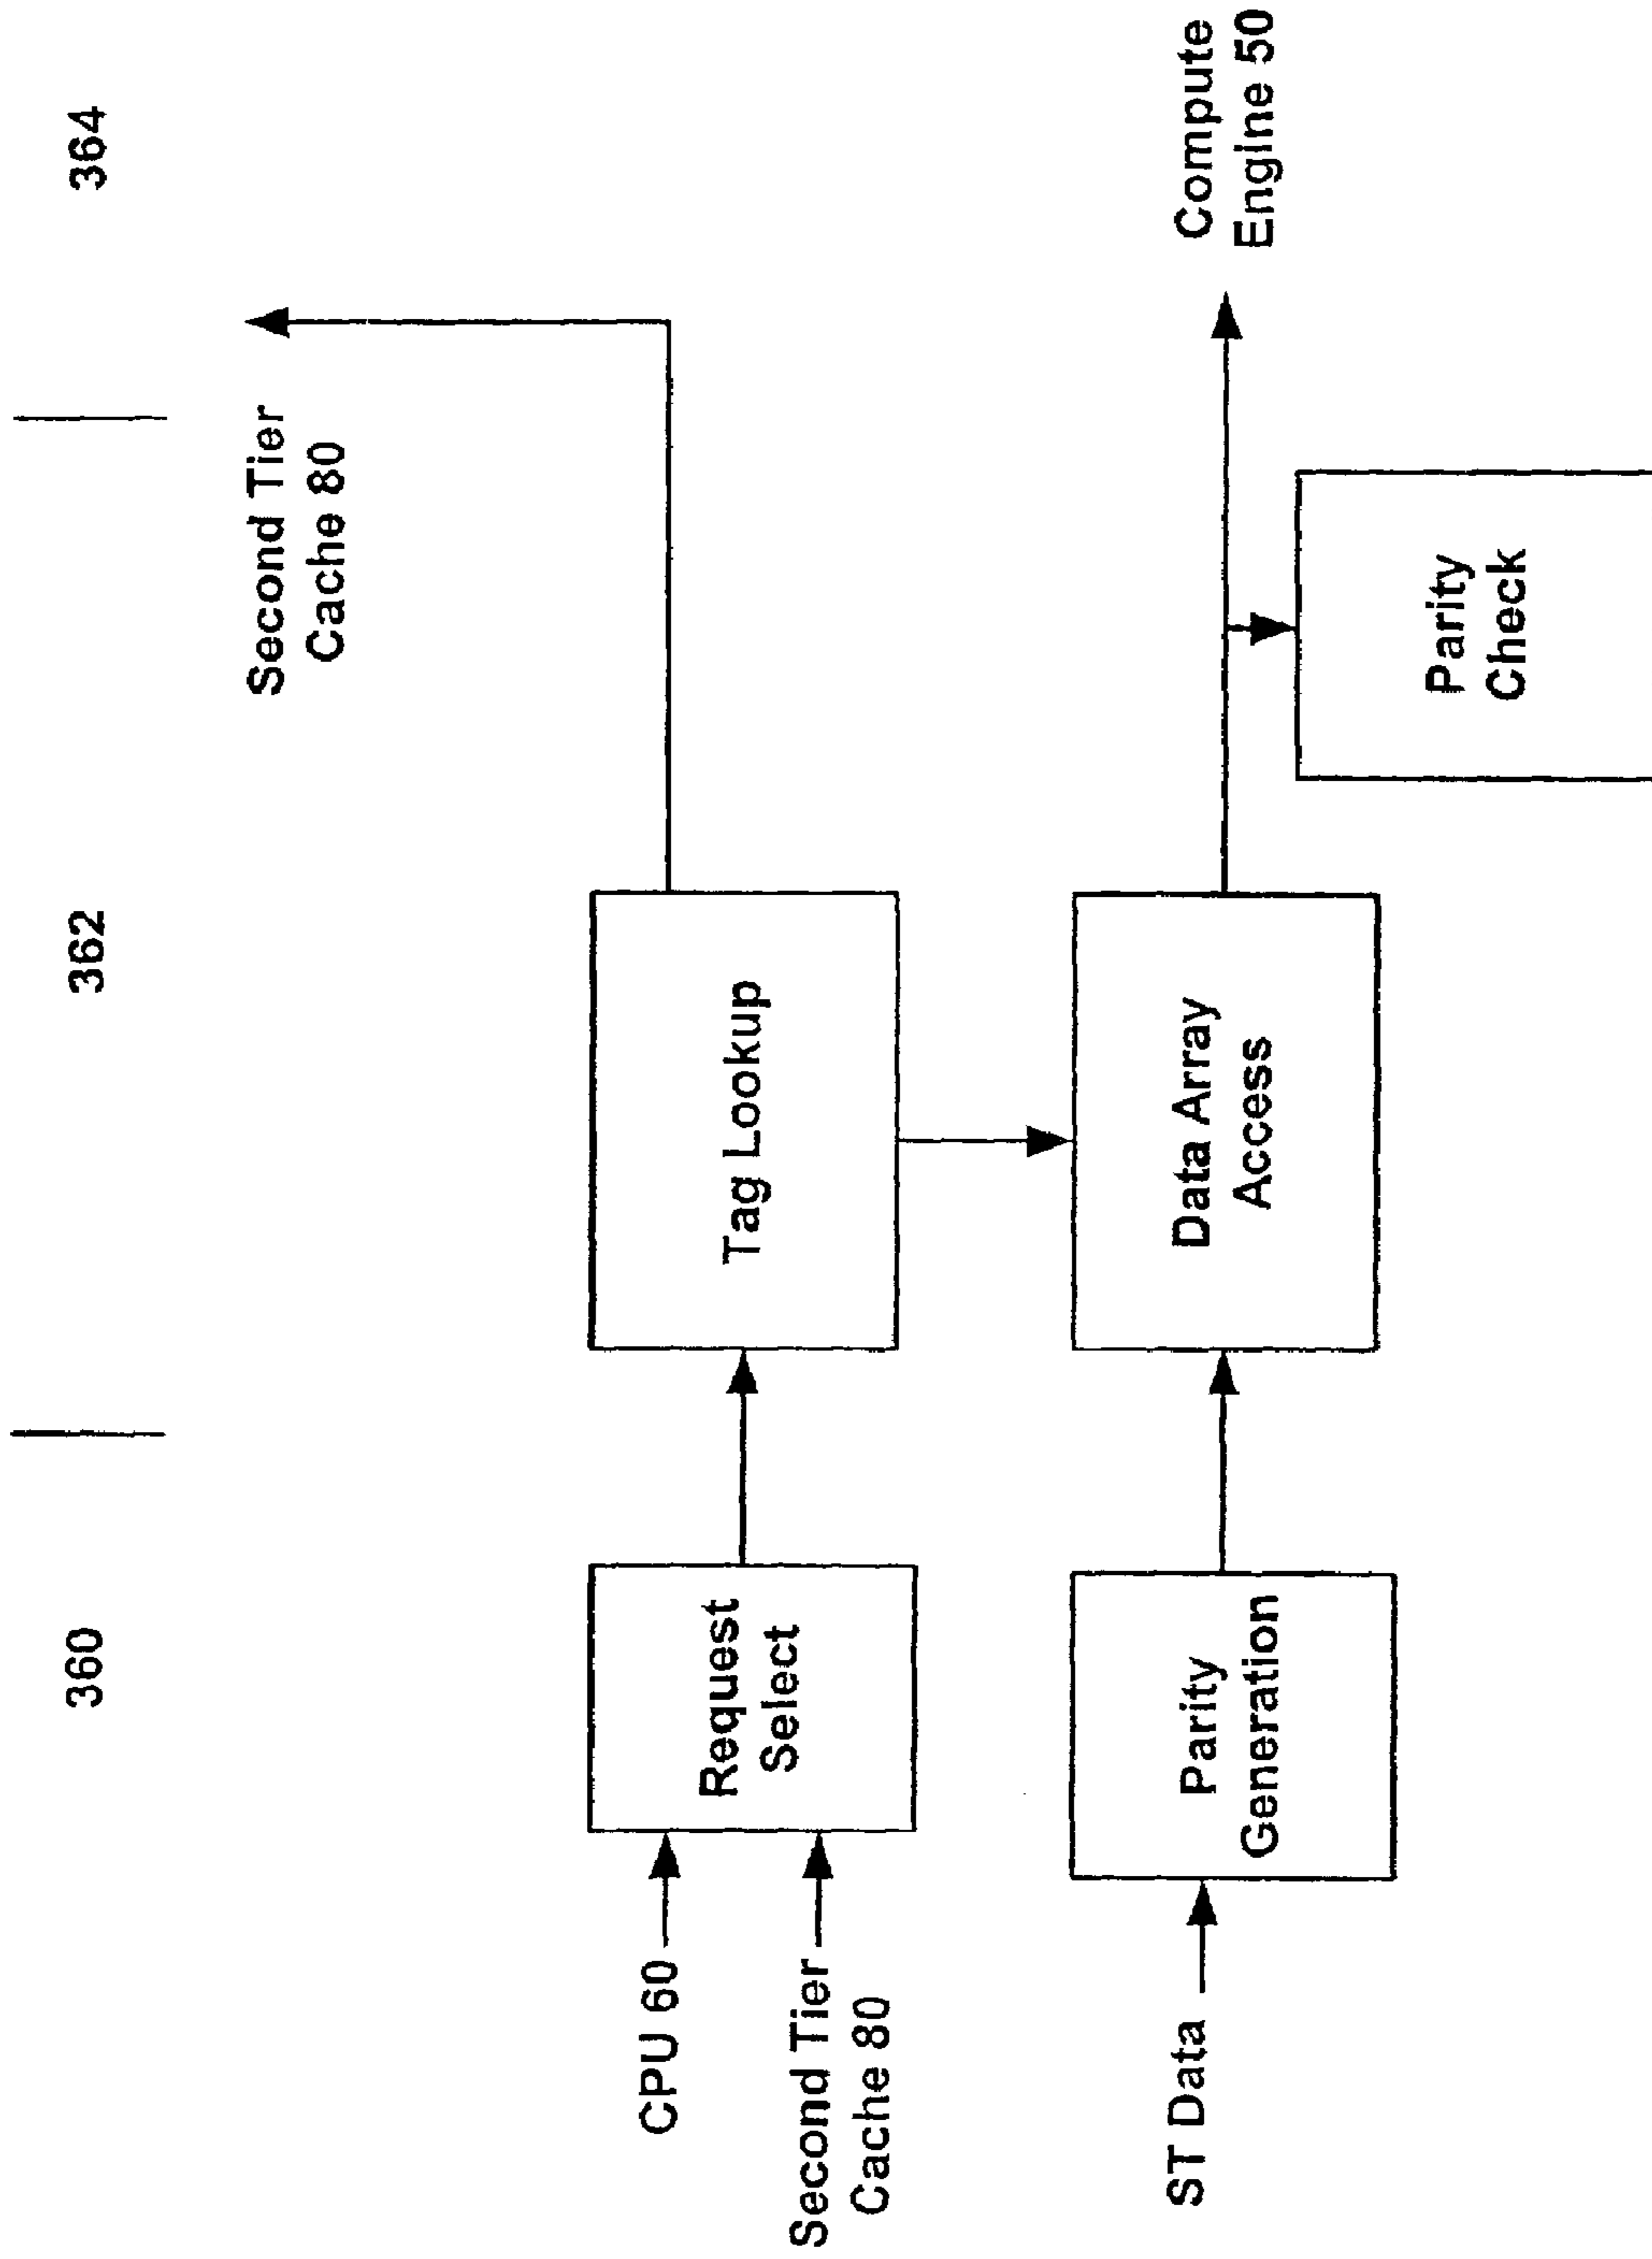 360
362
364
Second Tier
Cache 80
CPU 60
Second Tier
Cache 80
Request
Select
Tag Lookup
ST Data
Parity
Generation
Data Array
Access
Compute
Engine 50
Parity
Check